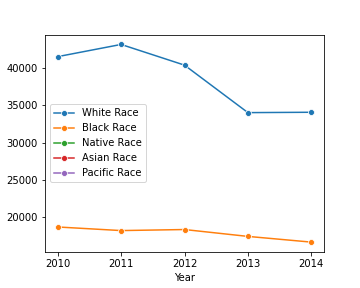 40000
35000
30000
25000
20000
White Race
Black Race
Native Race
Asian Race
Pacific Race
2010 2011 2012 2013 2014
Year